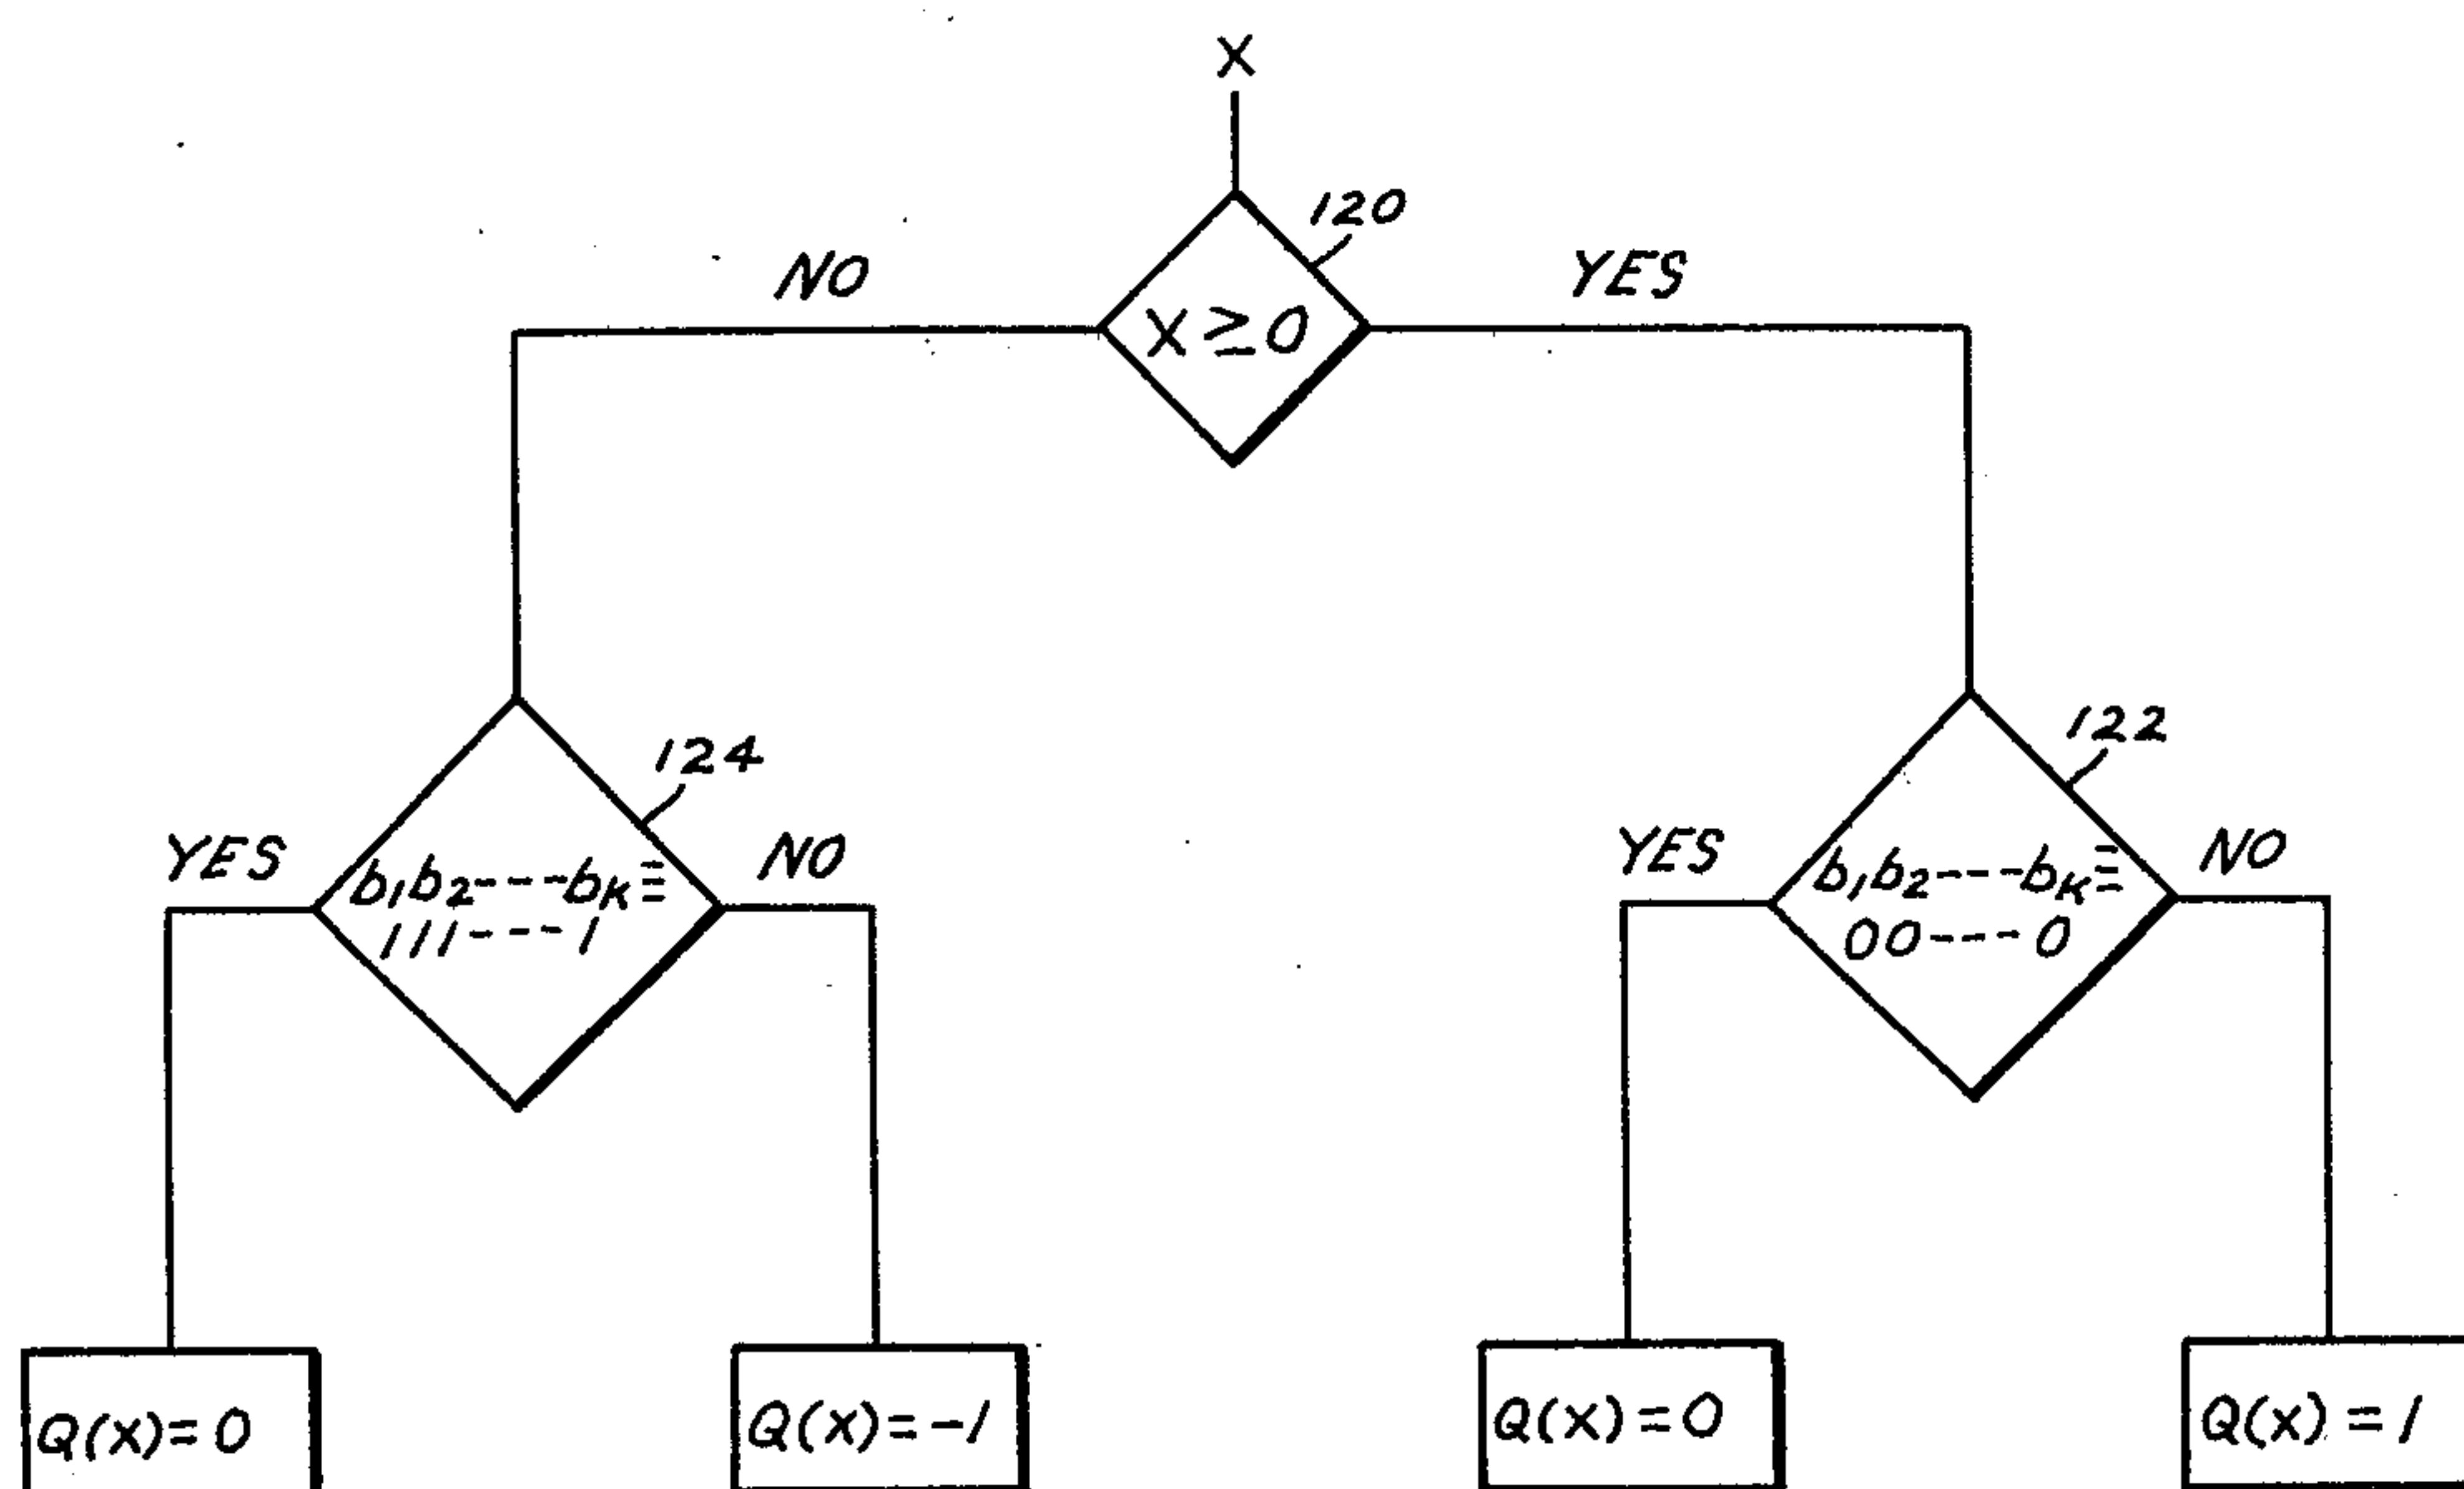 X
120
NO
YES
X ≥ 0
124
122
YES
b1b2---bK≡
111---1
NO
YES
b1b2---bK≡
00---0
NO
Q(x)=0
Q(x)=-1
Q(x)=0
Q(x)=1